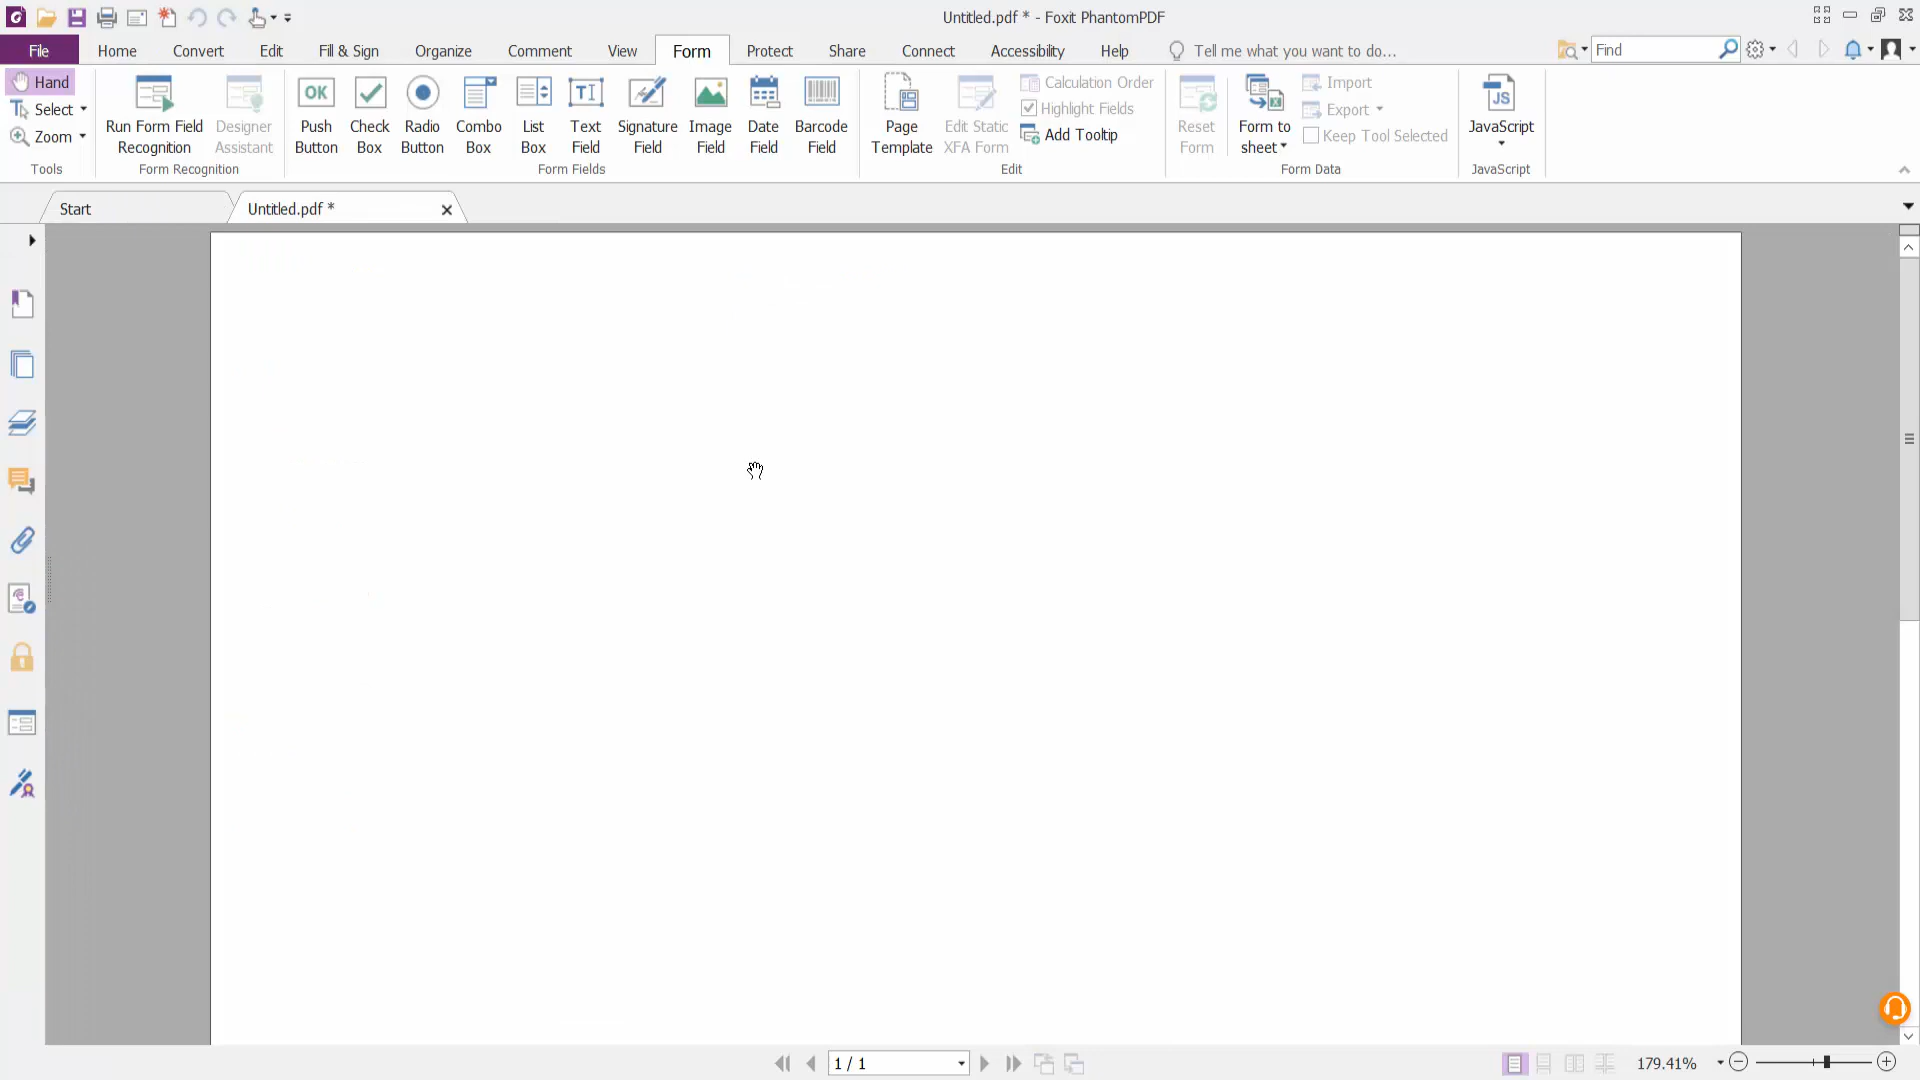 Untitled.pdf * - Foxit PhantomPDF
File Home Convert Edit Fill & Sign Organize Comment View Form Protect Share Connect Accessibility Help Tell me what you want to do... Find
Hand
Select
Zoom
Tools
Run Form Field
Recognition
Designer
Assistant
Form Recognition
OK
Push
Button
Check
Box
Radio
Button
Combo
Box
List
Box
Text
Field
Signature
Field
Image
Field
Date
Field
Barcode
Field
Form Fields
Page
Template
Edit Static
XFA Form
Calculation Order
Highlight Fields
Add Tooltip
Edit
Reset
Form
Form to
sheet
Import
Export
Keep Tool Selected
Form Data
JS
JavaScript
JavaScript
Start
Untitled.pdf *
1 / 1
179.41%